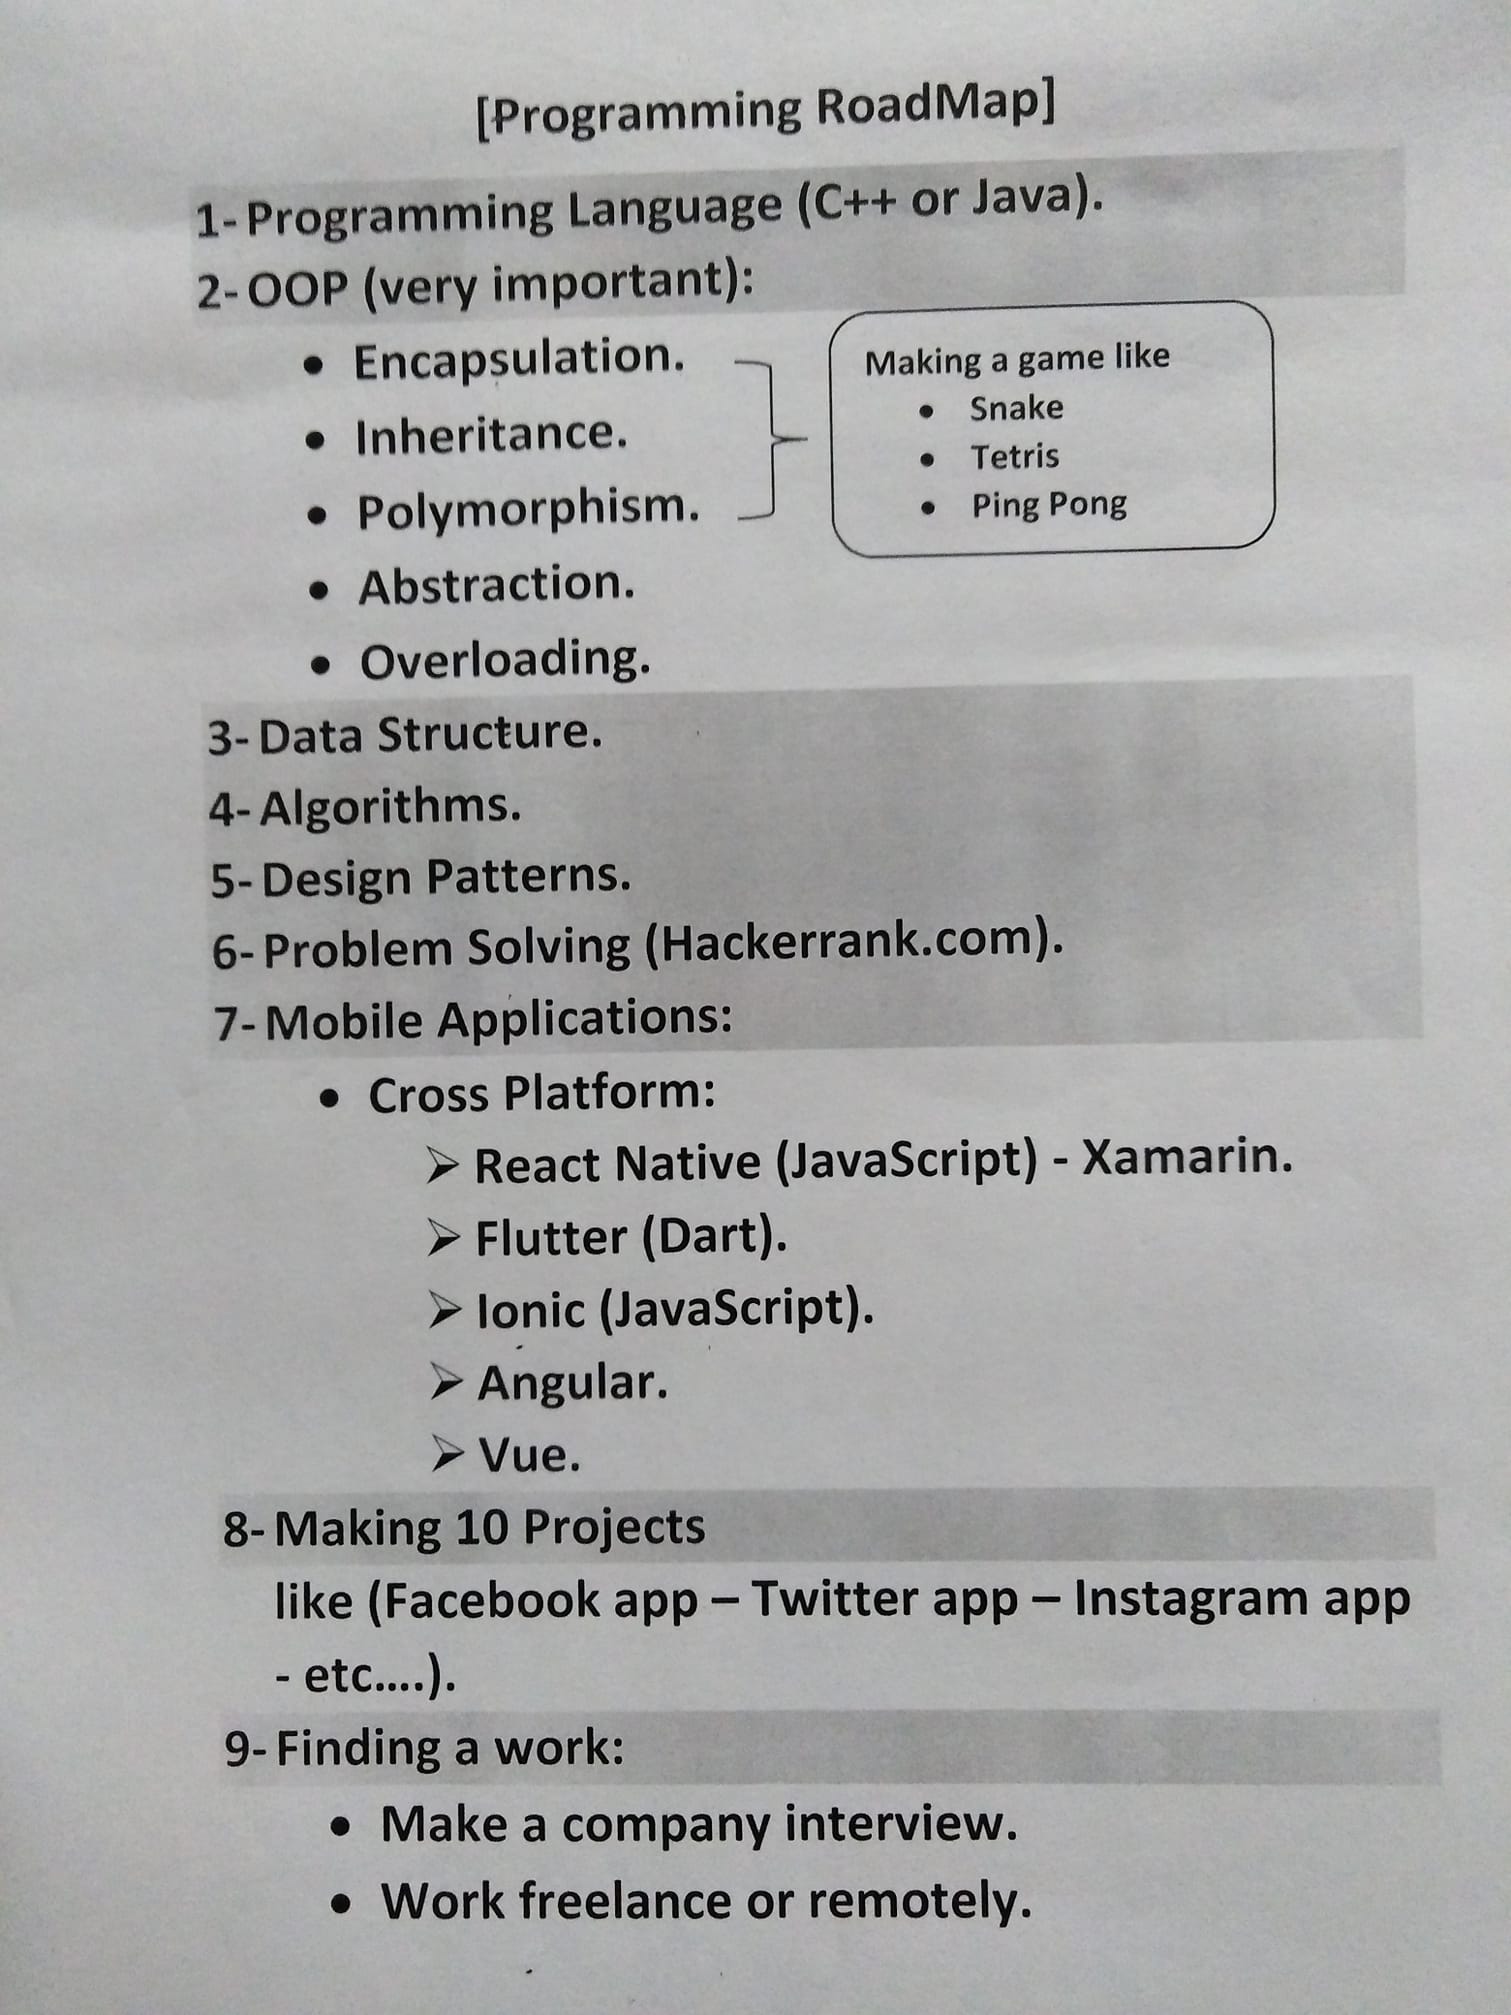 [Programming RoadMap]
1- Programming Language (C++ or Java).
2- OOP (very important):
• Encapsulation.
• Inheritance.
• Polymorphism.
• Abstraction.
• Overloading.
Making a game like
• Snake
• Tetris
• Ping Pong
3- Data Structure.
4- Algorithms.
5- Design Patterns.
6- Problem Solving (Hackerrank.com).
7- Mobile Applications:
• Cross Platform:
➢ React Native (JavaScript) - Xamarin.
➢ Flutter (Dart).
➢ Ionic (JavaScript).
➢ Angular.
➢ Vue.
8- Making 10 Projects
like (Facebook app – Twitter app – Instagram app
- etc....).
9- Finding a work:
• Make a company interview.
• Work freelance or remotely.